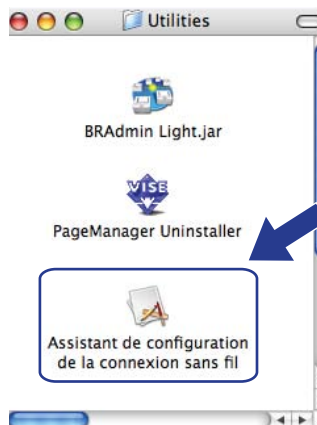 Utilities
BRAdmin Light.jar
VISE
PageManager Uninstaller
Assistant de configuration
de la connexion sans fil